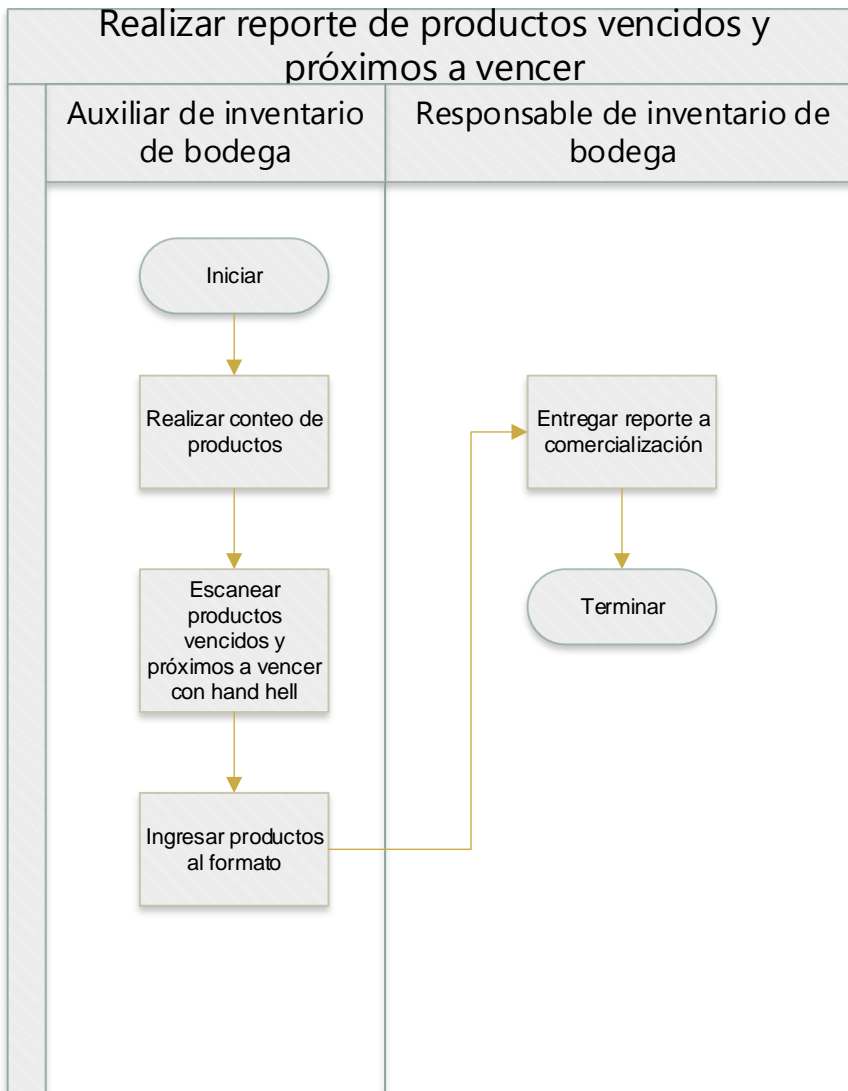 Realizar reporte de productos vencidos y
próximos a vencer
Auxiliar de inventario
de bodega
Responsable de inventario de
bodega
Iniciar
Realizar conteo de
productos
Escanear
productos
vencidos y
próximos a vencer
con hand hell
Ingresar productos
al formato
Entregar reporte a
comercialización
Terminar